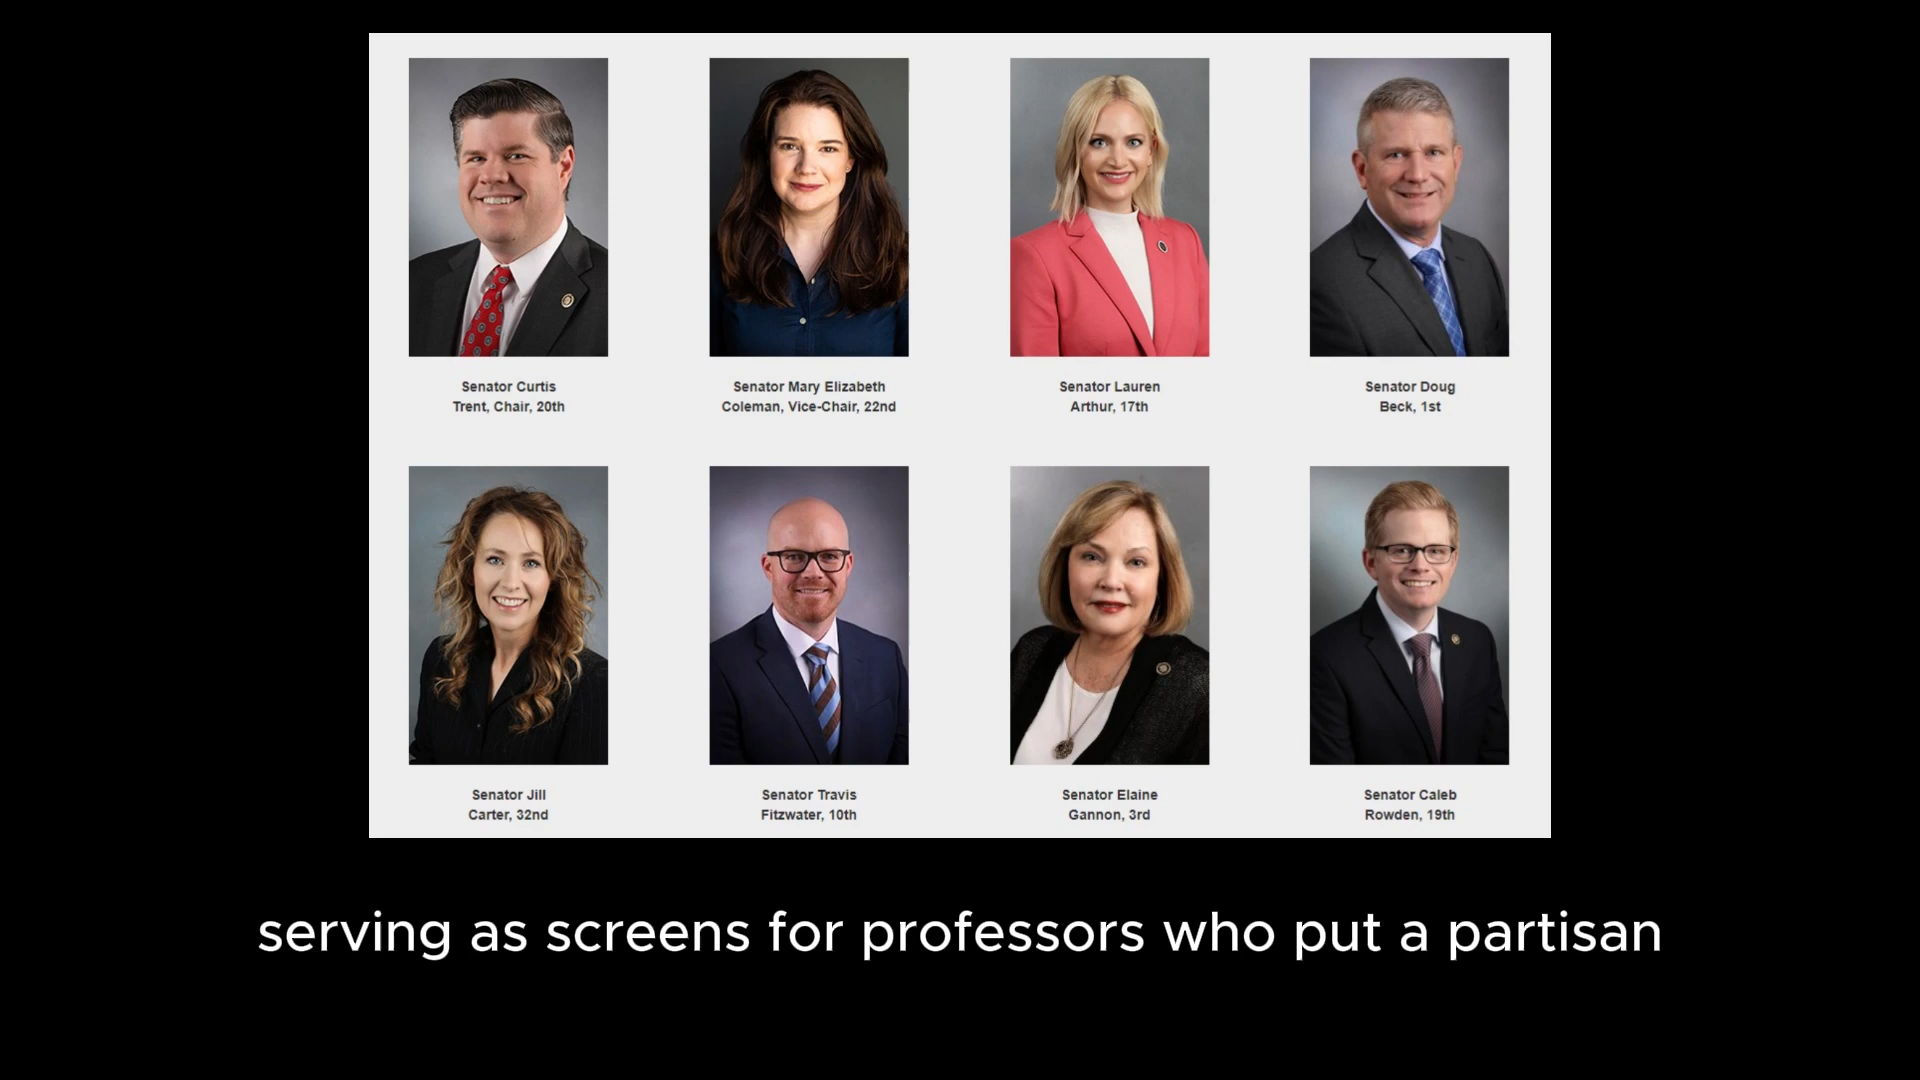 Senator Curtis
Trent, Chair, 20th
Senator Mary Elizabeth
Coleman, Vice-Chair, 22nd
Senator Lauren
Arthur, 17th
Senator Doug
Beck, 1st
Senator Jill
Carter, 32nd
Senator Travis
Fitzwater, 10th
Senator Elaine
Gannon, 3rd
Senator Caleb
Rowden, 19th
serving as screens for professors who put a partisan